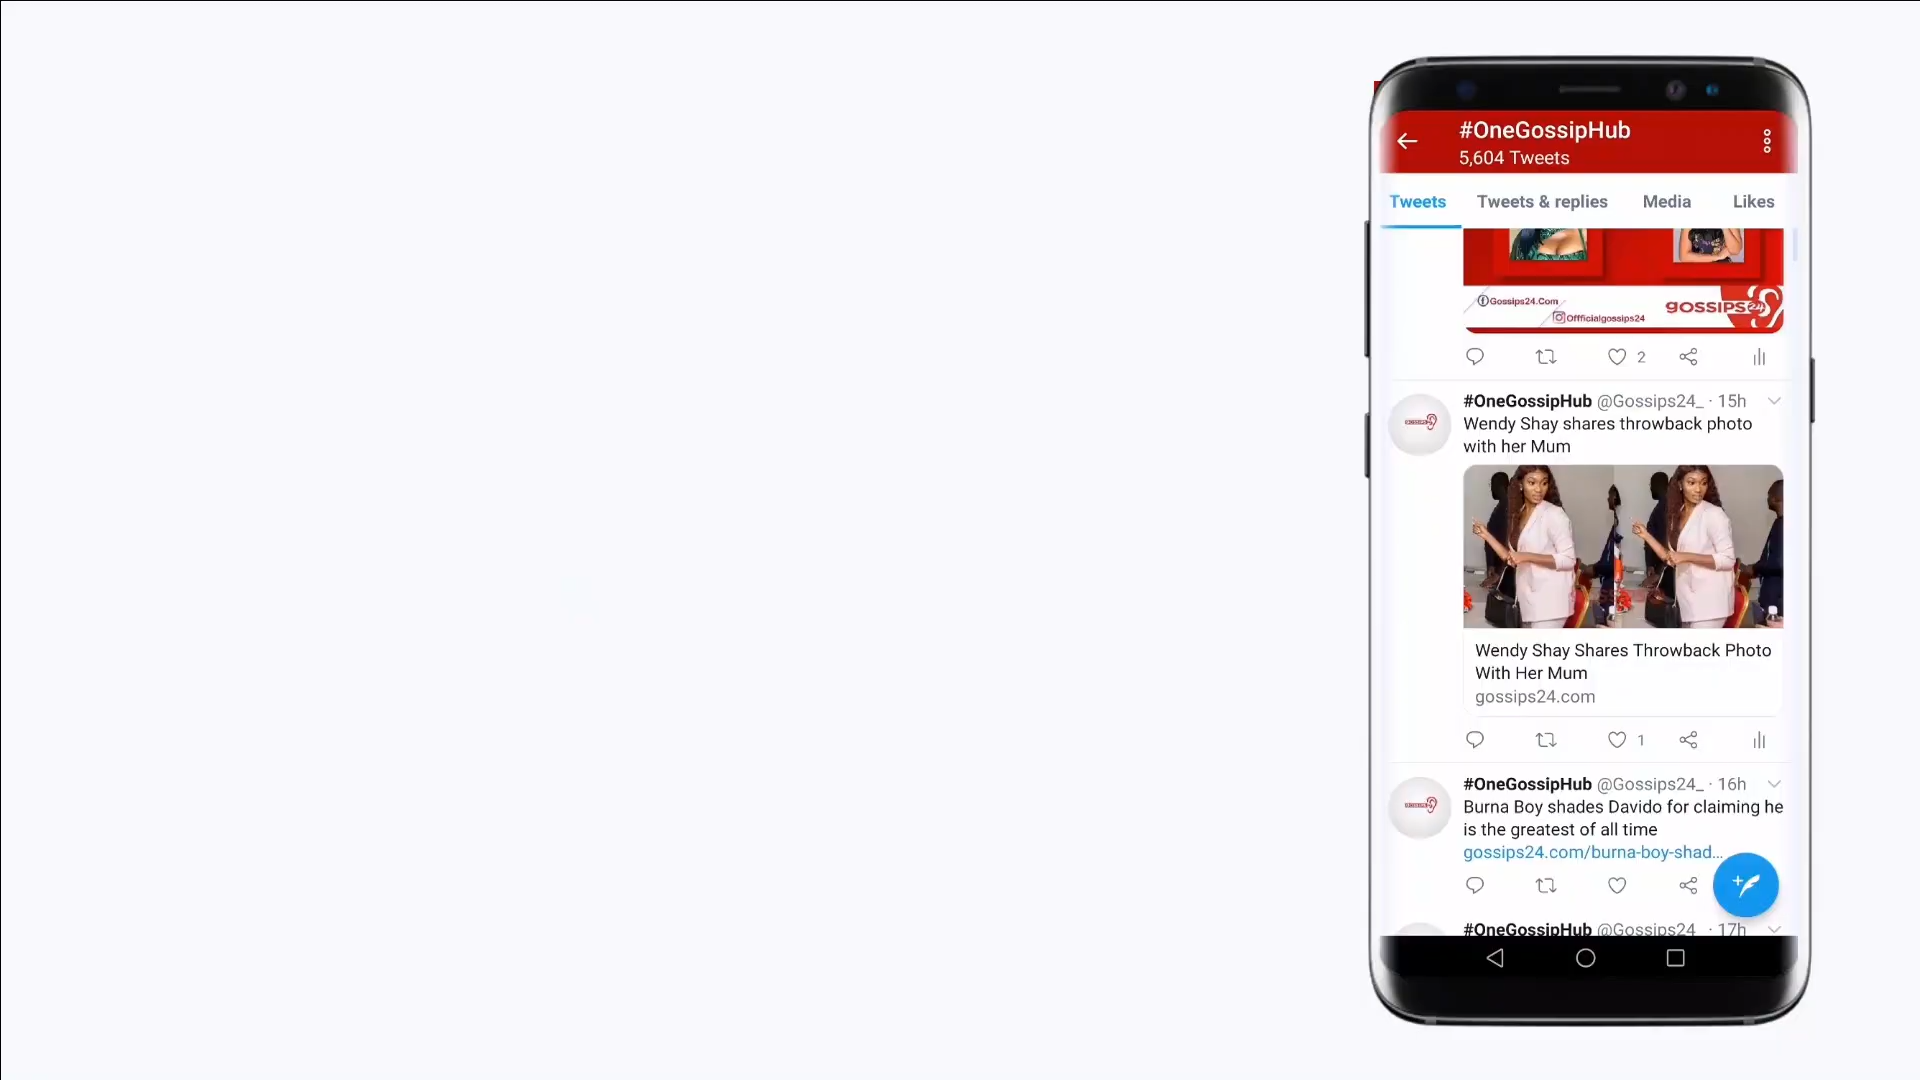 #OneGossipHub
5,604 Tweets
Tweets
Tweets & replies
Media
Likes
Gossips24.Com
Offficialgossips24
gossips24
2
#OneGossipHub @Gossips24_ · 15h
Wendy Shay shares throwback photo
with her Mum
Wendy Shay Shares Throwback Photo
With Her Mum
gossips24.com
1
#OneGossipHub @Gossips24_ · 16h
Burna Boy shades Davido for claiming he
is the greatest of all time
gossips24.com/burna-boy-shad...
#OneGossipHub @Gossips24_ · 17h